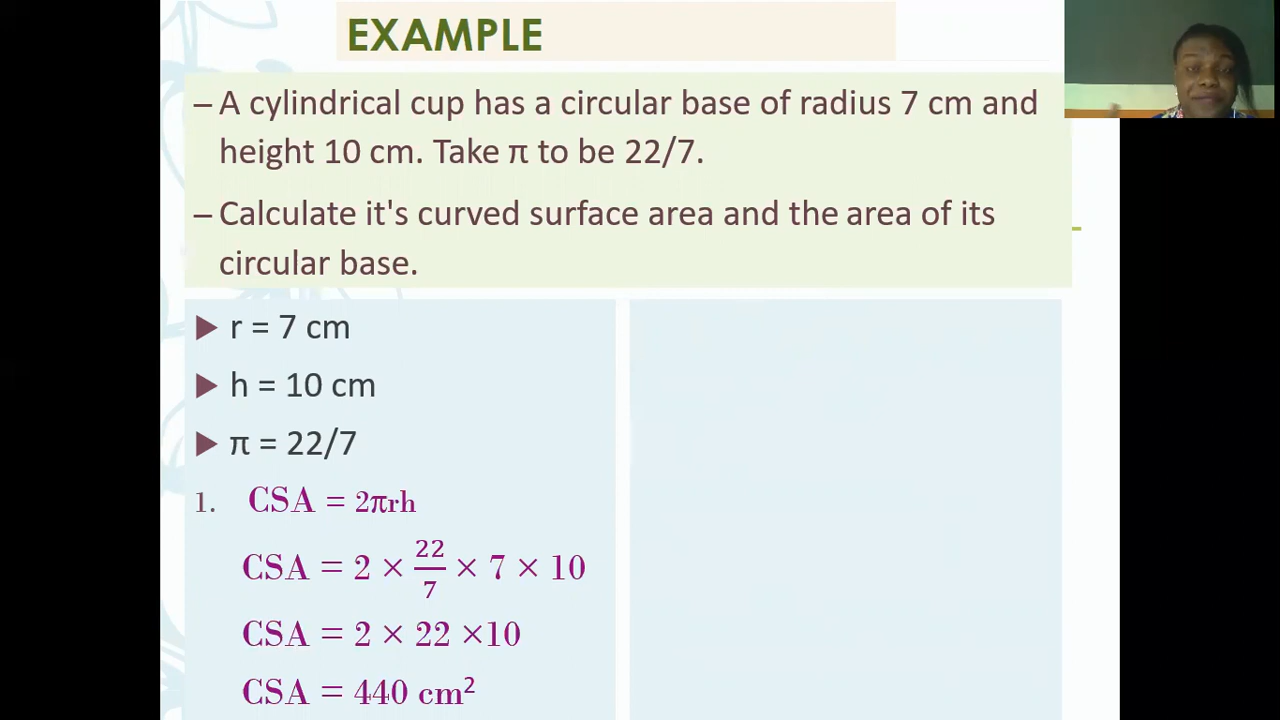 EXAMPLE
– A cylindrical cup has a circular base of radius 7 cm and
height 10 cm. Take π to be 22/7.
– Calculate it's curved surface area and the area of its
circular base.
r = 7 cm
h = 10 cm
π = 22/7
1. CSA = 2πrh
CSA = 2 × 22/7 × 7 × 10
CSA = 2 × 22 ×10
CSA = 440 cm²